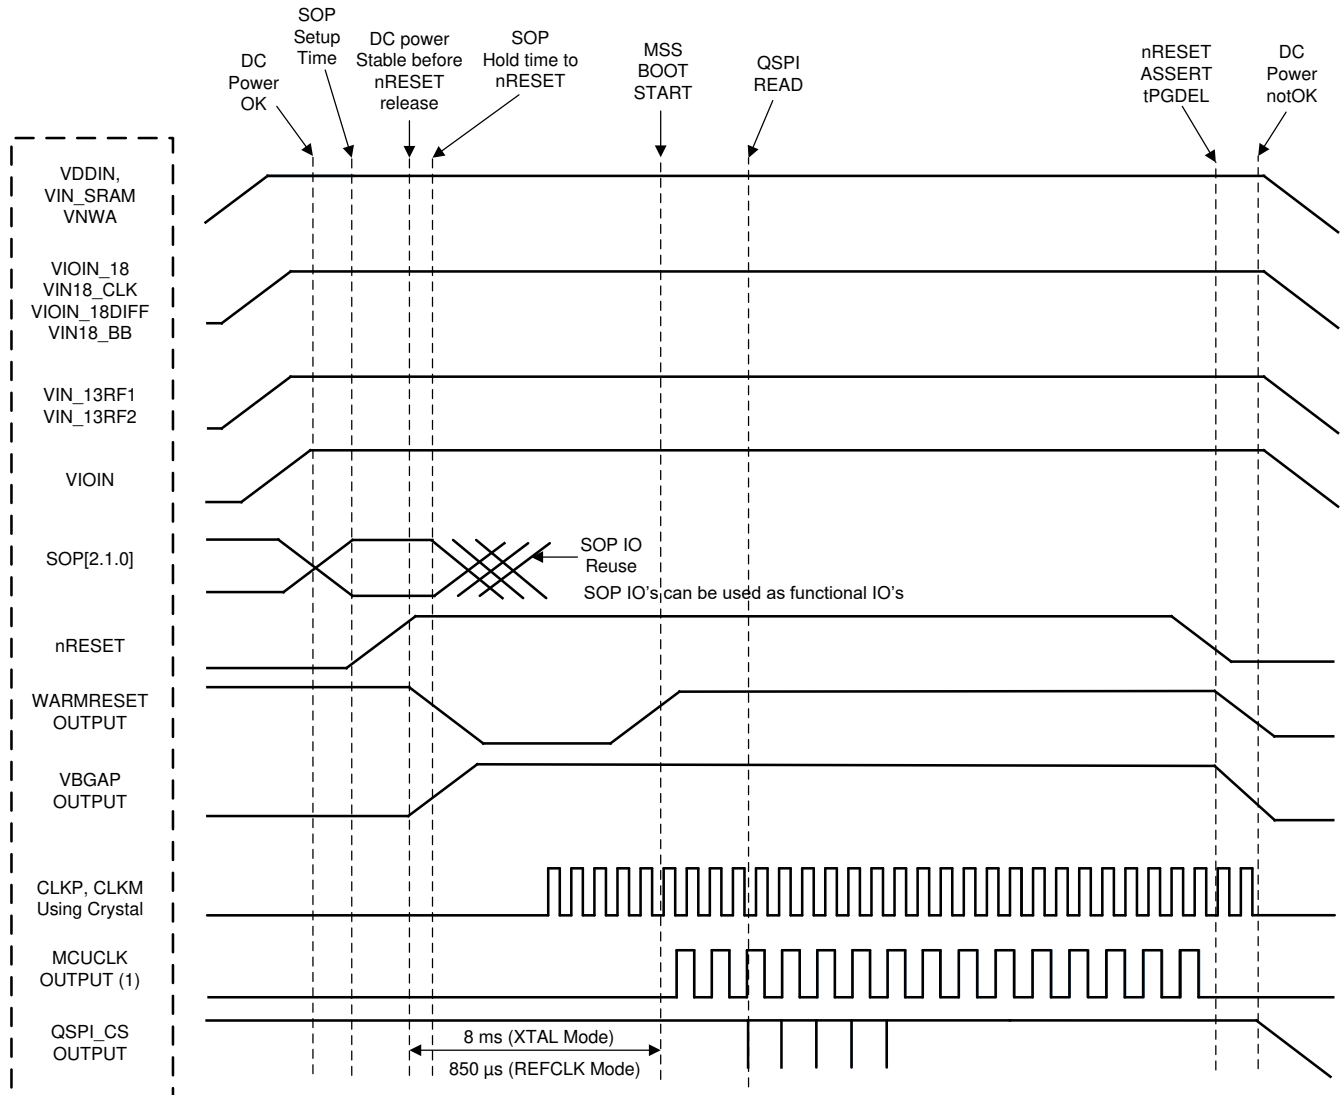 SOP
Setup
Time
DC
Power
OK
DC power
Stable before
nRESET
release
SOP
Hold time to
nRESET
MSS
BOOT
START
QSPI
READ
nRESET
ASSERT
tPGDEL
DC
Power
notOK
VDDIN,
VIN_SRAM
VNWA
VIOIN_18
VIN18_CLK
VIOIN_18DIFF
VIN18_BB
VIN_13RF1
VIN_13RF2
VIOIN
SOP[2.1.0]
SOP IO
Reuse
SOP IO's can be used as functional IO's
nRESET
WARMRESET
OUTPUT
VBGAP
OUTPUT
CLKP, CLKM
Using Crystal
MCUCLK
OUTPUT (1)
QSPI_CS
OUTPUT
8 ms (XTAL Mode)
850 µs (REFCLK Mode)